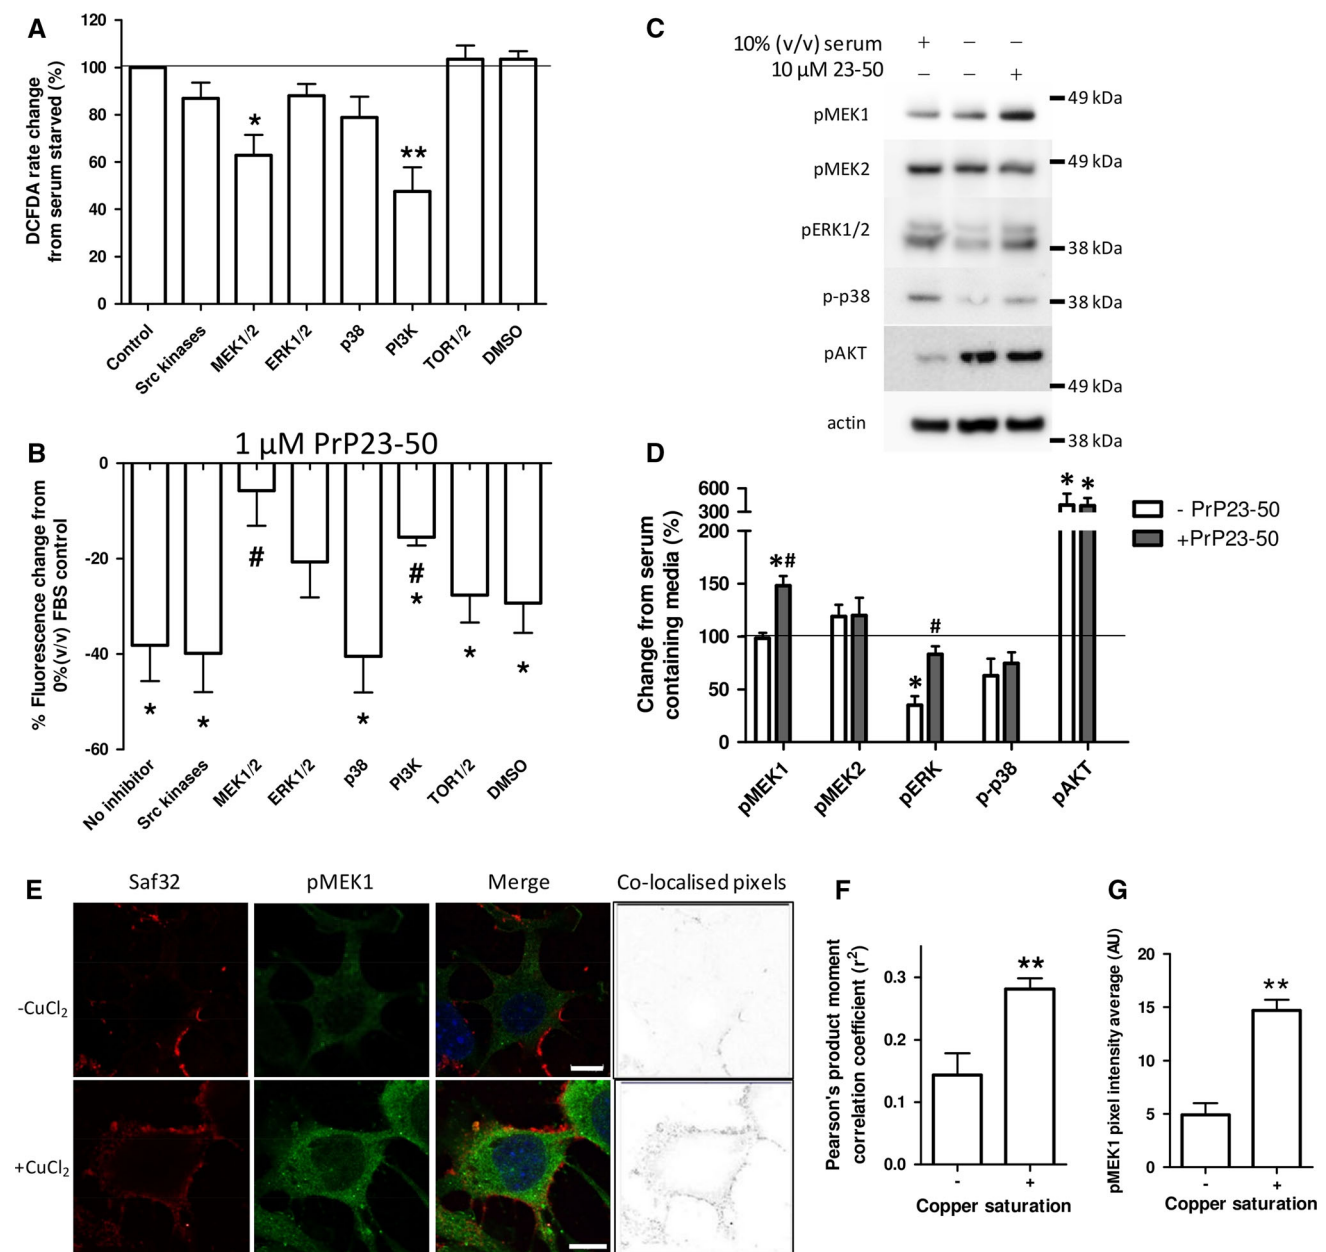 A
DCFDA rate change
from serum starved (%)
120
100
80
60
40
20
0
*
**
Control
Src kinases
MEK1/2
ERK1/2
p38
PI3K
TOR1/2
DMSO
B
1 µM PrP23-50
% Fluorescence change from
0%(v/v) FBS control
0
-20
-40
-60
*
*
#
*
#
*
*
*
No inhibitor
Src kinases
MEK1/2
ERK1/2
p38
PI3K
TOR1/2
DMSO
C
10% (v/v) serum + – –
10 µM 23-50 – – +
pMEK1
49 kDa
pMEK2
49 kDa
pERK1/2
38 kDa
p-p38
38 kDa
pAKT
49 kDa
actin
38 kDa
D
Change from serum
containing media (%)
600
300
200
150
100
50
0
*#
*
#
* *
- PrP23-50
+PrP23-50
pMEK1
pMEK2
pERK
p-p38
pAKT
E
Saf32 pMEK1 Merge Co-localised pixels
-CuCl2
+CuCl2
F
Pearson's product moment
correlation coefficient (r²)
0.3
0.2
0.1
0.0
**
- +
Copper saturation
G
pMEK1 pixel intensity average (AU)
20
15
10
5
0
**
- +
Copper saturation